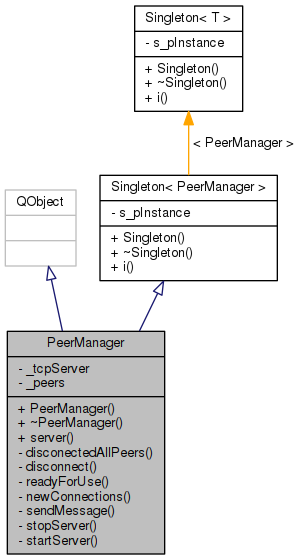 Singleton< T >
- s_pInstance
+ Singleton()
+ ~Singleton()
+ i()
< PeerManager >
Singleton< PeerManager >
- s_pInstance
+ Singleton()
+ ~Singleton()
+ i()
QObject
PeerManager
- _tcpServer
- _peers
+ PeerManager()
+ ~PeerManager()
+ server()
- disconectedAllPeers()
- disconnect()
- readyForUse()
- newConnections()
- sendMessage()
- stopServer()
- startServer()